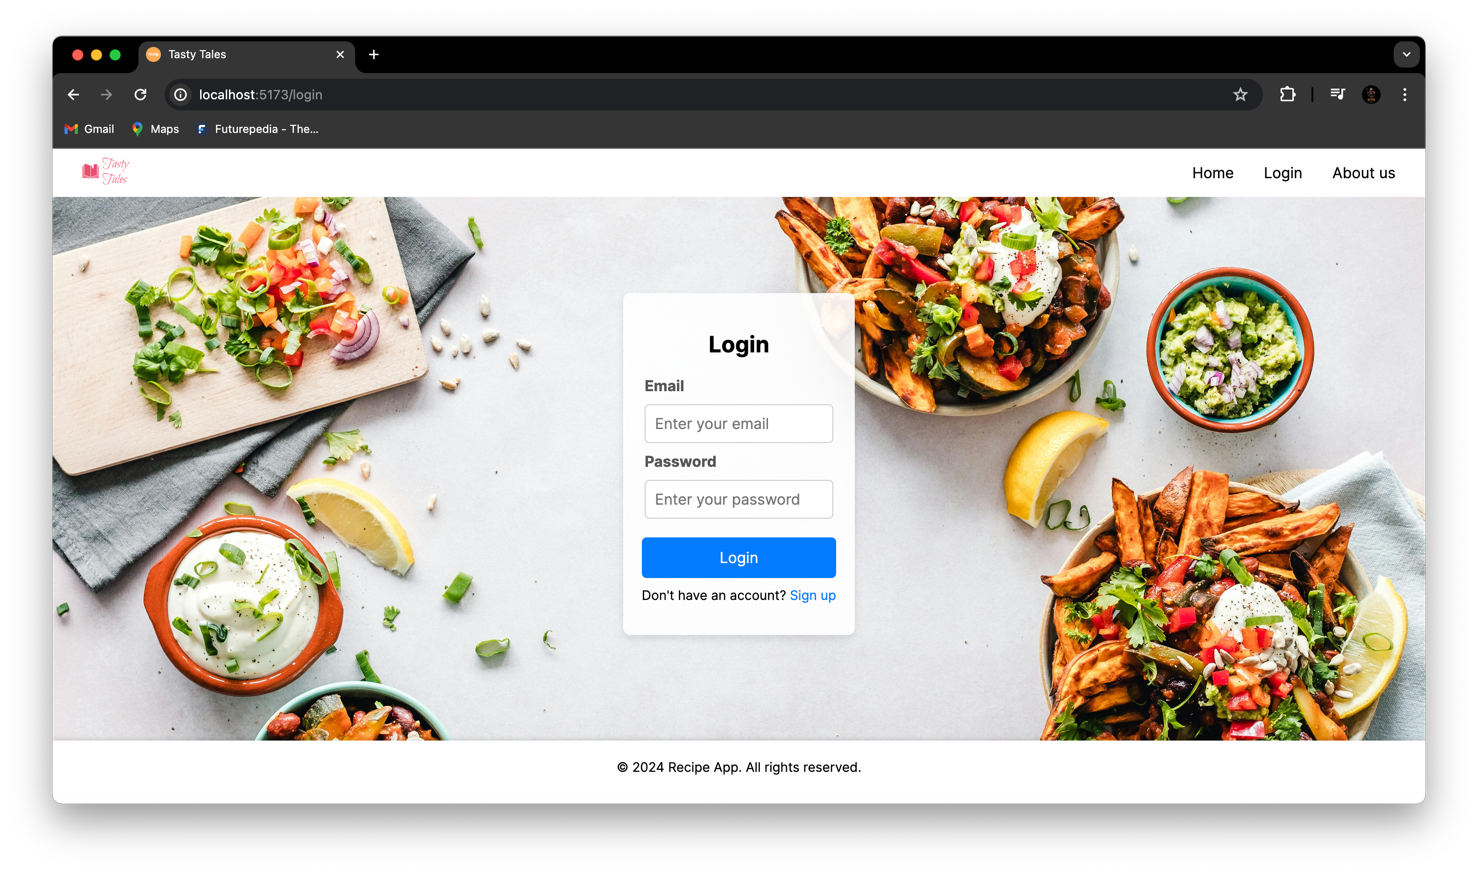 Tasty Tales
localhost:5173/login
Gmail
Maps
Futurepedia - The...
Tasty
Tales
Home
Login
About us
Login
Email
Enter your email
Password
Enter your password
Login
Don't have an account? Sign up
© 2024 Recipe App. All rights reserved.